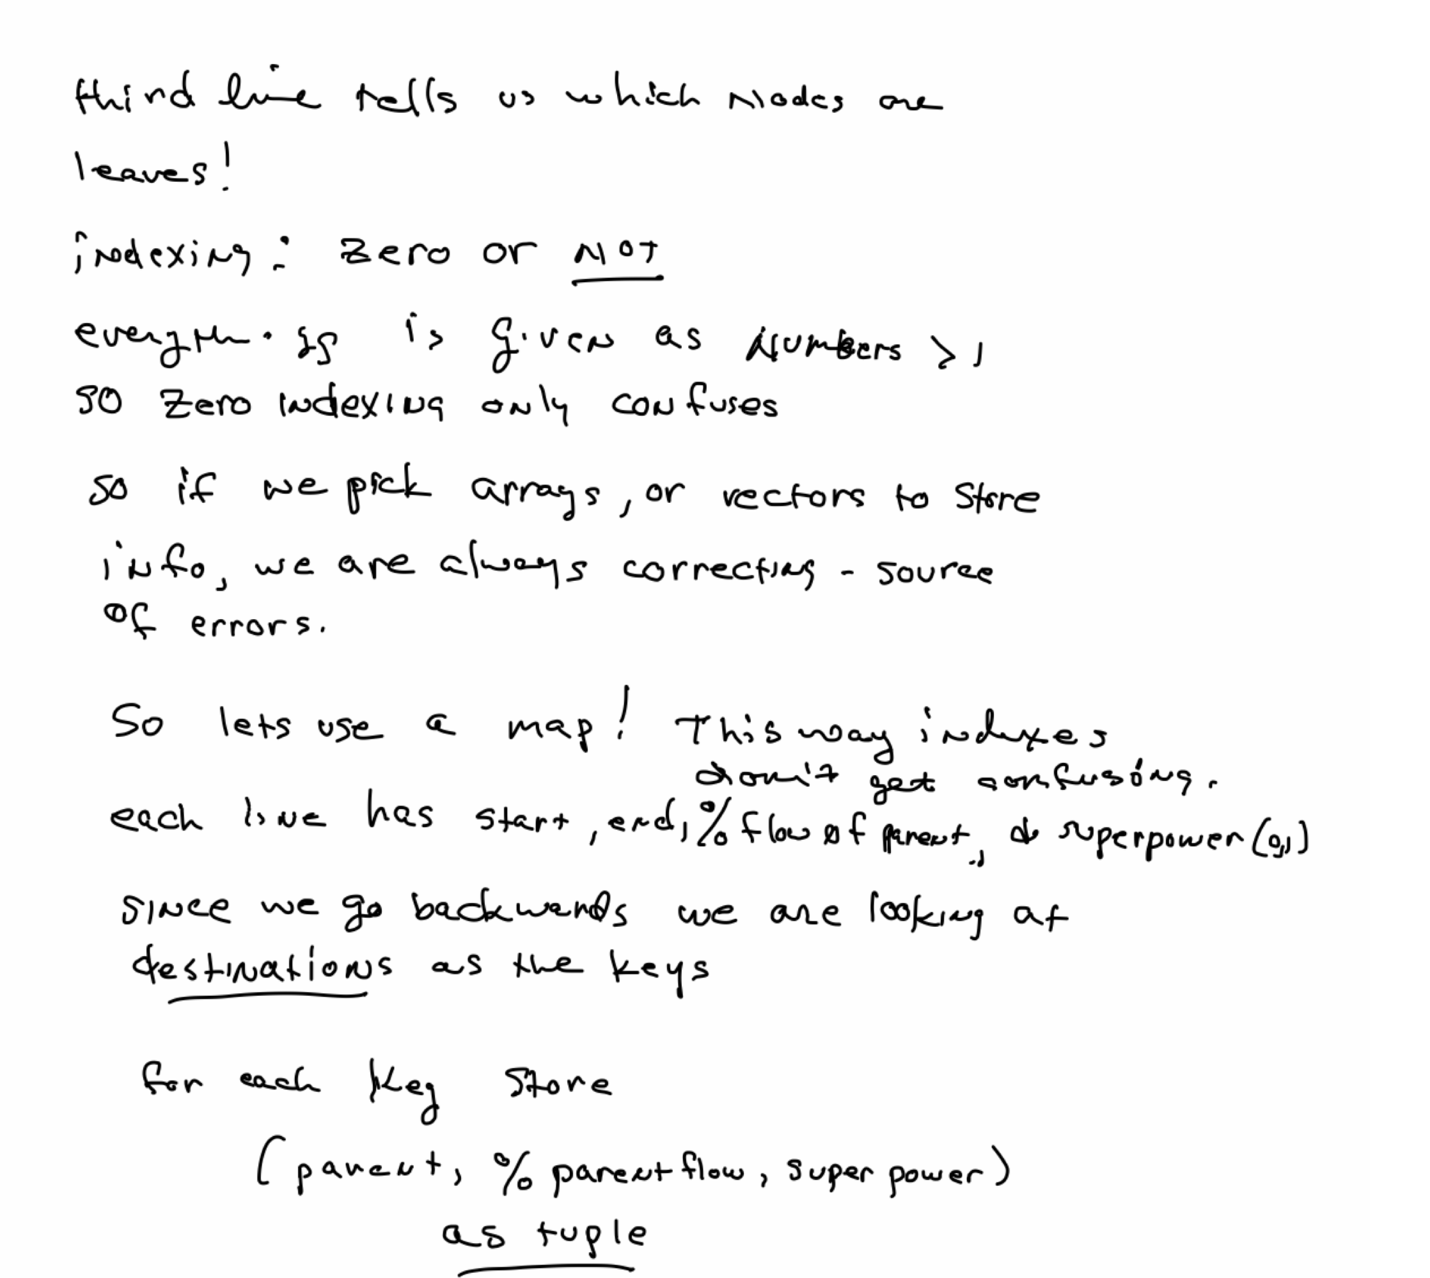 third line tells us which Nodes are
leaves!
indexing: Zero or NOT
everything is given as Numbers > 1
SO Zero indexing only confuses
So if we pick arrays, or vectors to Store
info, we are always correcting - source
of errors.
So lets use a map! This way indexes
don't get confusing.
each line has start, end, % flow of parent, superpower (0,1)
since we go backwards we are looking at
destinations as the keys
for each key Store
(parent, % parent flow, super power)
as tuple